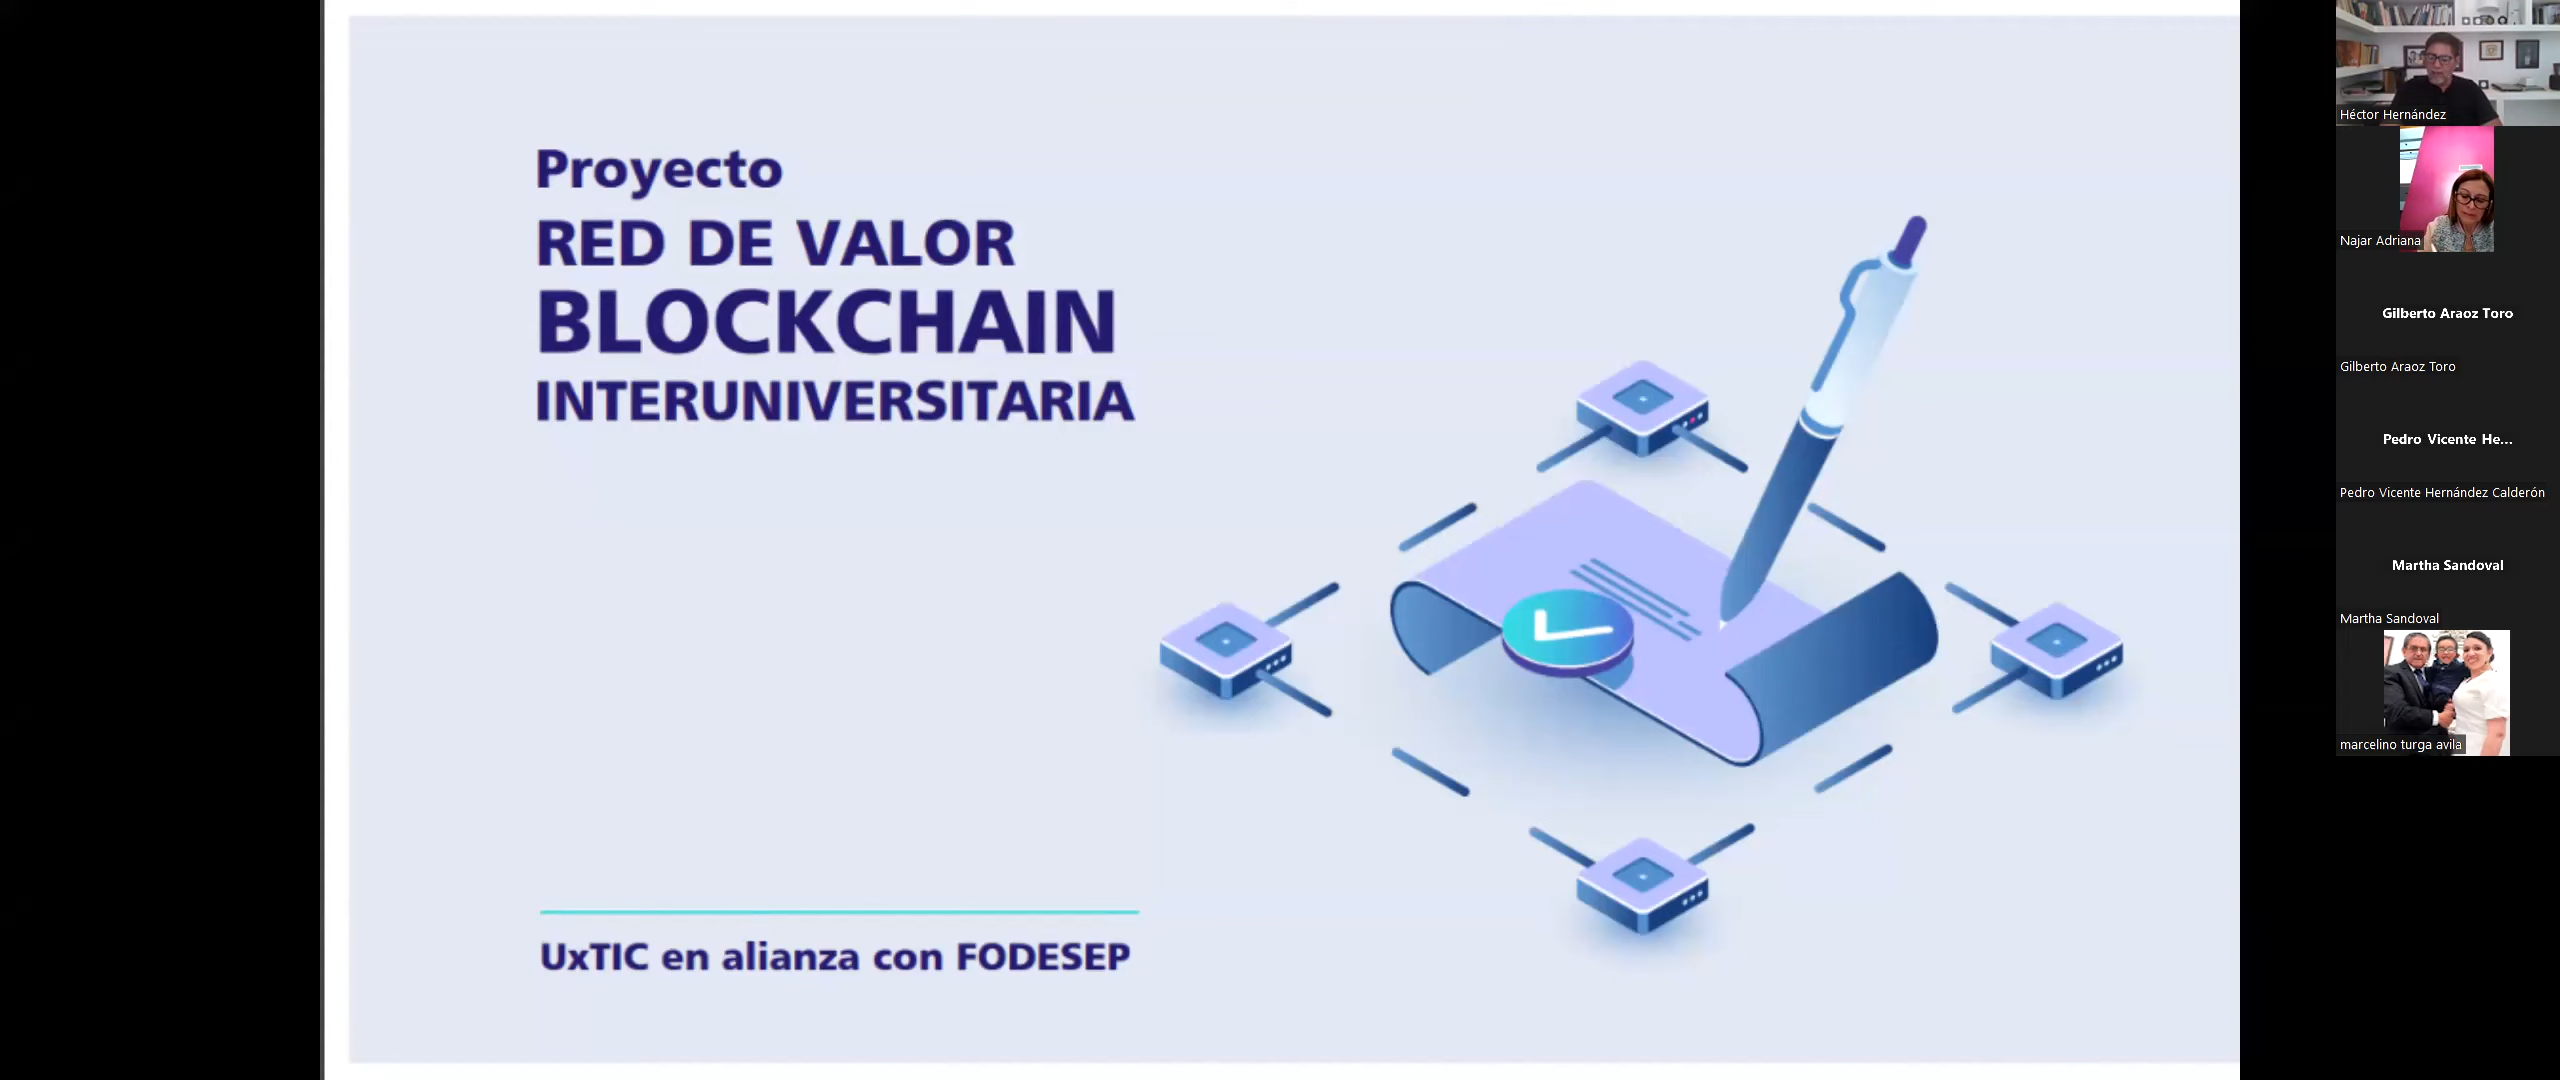 Proyecto
RED DE VALOR
BLOCKCHAIN
INTERUNIVERSITARIA
UxTIC en alianza con FODESEP
Héctor Hernández
Najar Adriana
Gilberto Araoz Toro
Gilberto Araoz Toro
Pedro Vicente He...
Pedro Vicente Hernández Calderón
Martha Sandoval
Martha Sandoval
marcelino turga avila